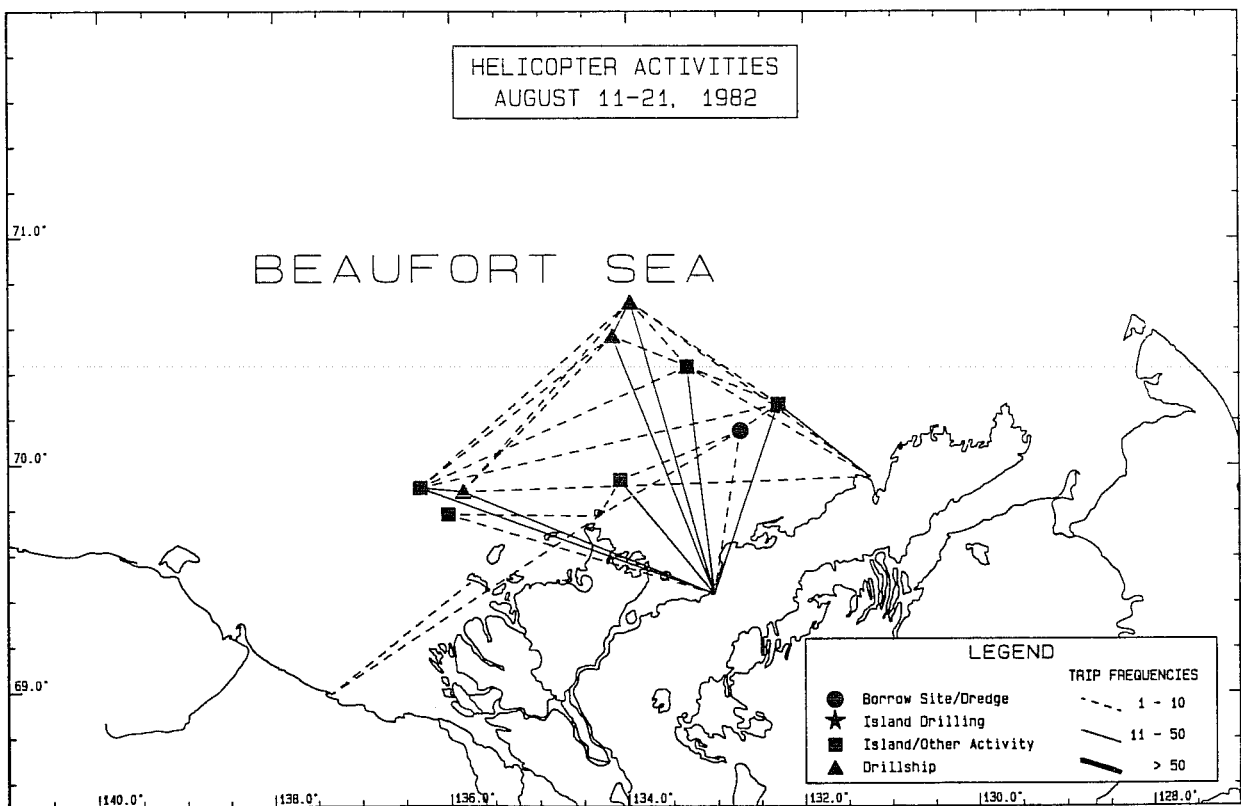 HELICOPTER ACTIVITIES
AUGUST 11-21, 1982
71.0°
BEAUFORT SEA
70.0°
69.0°
LEGEND
TRIP FREQUENCIES
Borrow Site/Dredge
1 - 10
Island Drilling
11 - 50
Island/Other Activity
> 50
Drillship
140.0° 138.0° 136.0° 134.0° 132.0° 130.0° 128.0°